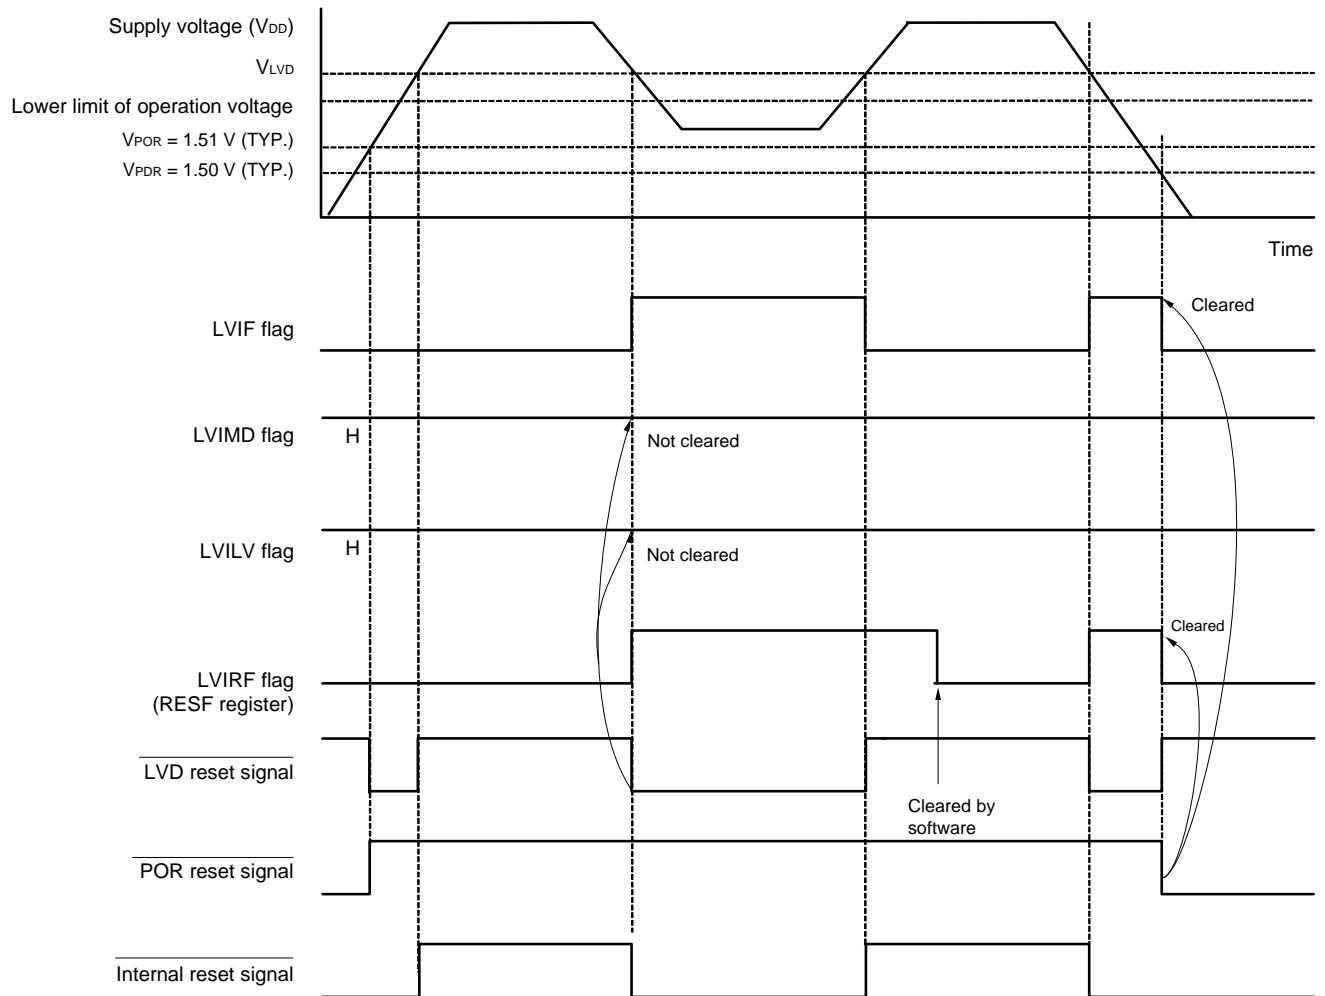 Supply voltage (VDD)
VLVD
Lower limit of operation voltage
VPOR = 1.51 V (TYP.)
VPDR = 1.50 V (TYP.)
Time
LVIF flag
Cleared
LVIMD flag
H
Not cleared
LVILV flag
H
Not cleared
LVIRF flag
(RESF register)
Cleared
LVD reset signal
Cleared by
software
POR reset signal
Internal reset signal